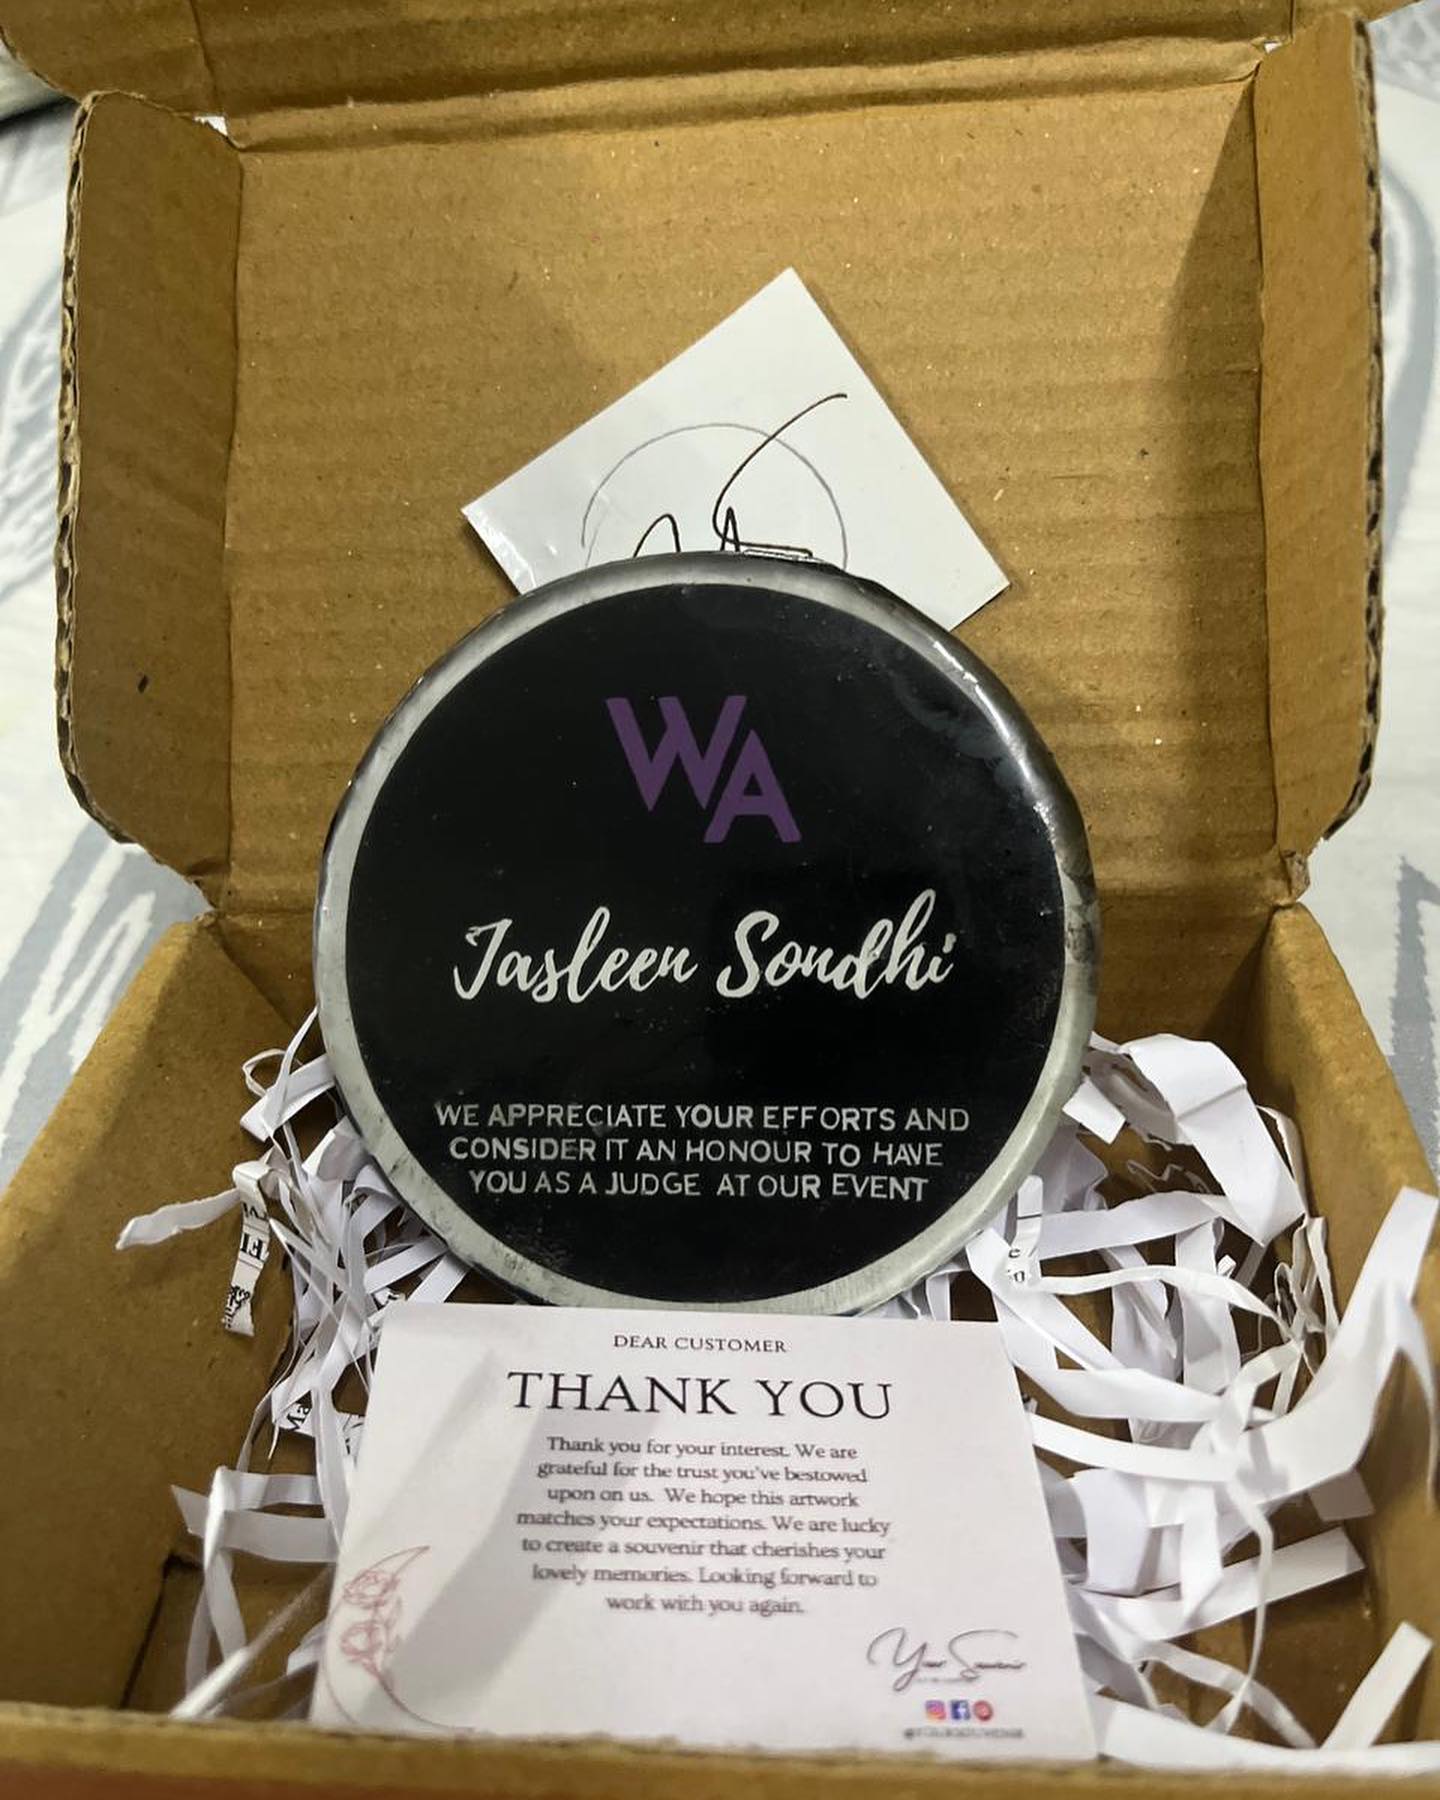 WA
Jasleen Sondhi
WE APPRECIATE YOUR EFFORTS AND
CONSIDER IT AN HONOUR TO HAVE
YOU AS A JUDGE AT OUR EVENT
DEAR CUSTOMER
THANK YOU
Thank you for your interest. We are
grateful for the trust you've bestowed
upon on us. We hope this artwork
matches your expectations. We are lucky
to create a souvenir that cherishes your
lovely memories. Looking forward to
work with you again.
Your Souvenir